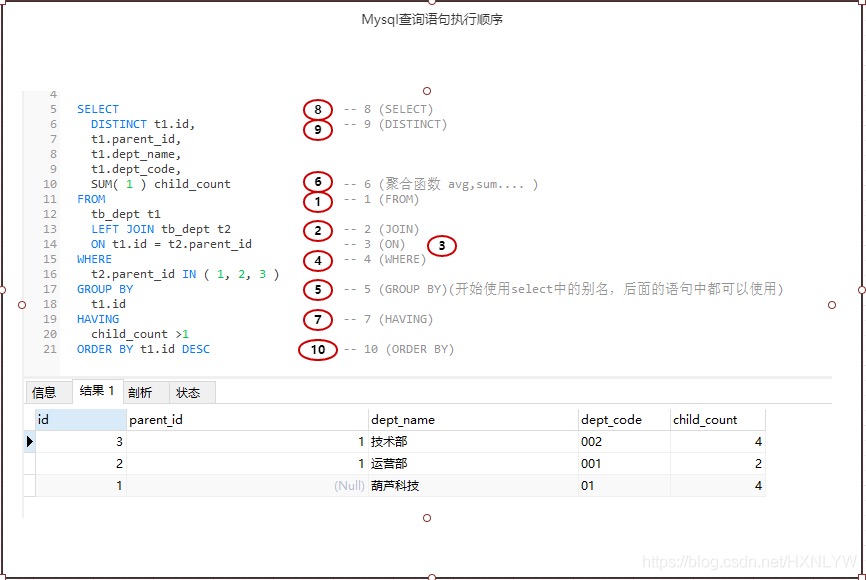 Mysql查询语句执行顺序
4
5 SELECT 8 -- 8 (SELECT)
6 DISTINCT t1.id, 9 -- 9 (DISTINCT)
7 t1.parent_id,
8 t1.dept_name,
9 t1.dept_code,
10 SUM( 1 ) child_count 6 -- 6 (聚合函数 avg,sum.... )
11 FROM 1 -- 1 (FROM)
12 tb_dept t1
13 LEFT JOIN tb_dept t2 2 -- 2 (JOIN)
14 ON t1.id = t2.parent_id -- 3 (ON) 3
15 WHERE 4 -- 4 (WHERE)
16 t2.parent_id IN ( 1, 2, 3 )
17 GROUP BY 5 -- 5 (GROUP BY)(开始使用select中的别名，后面的语句中都可以使用)
18 t1.id
19 HAVING 7 -- 7 (HAVING)
20 child_count >1
21 ORDER BY t1.id DESC 10 -- 10 (ORDER BY)
信息 结果 1 剖析 状态
id parent_id dept_name dept_code child_count
3 1 技术部 002 4
2 1 运营部 001 2
1 (Null) 葫芦科技 01 4
https://blog.csdn.net/HXNLYW